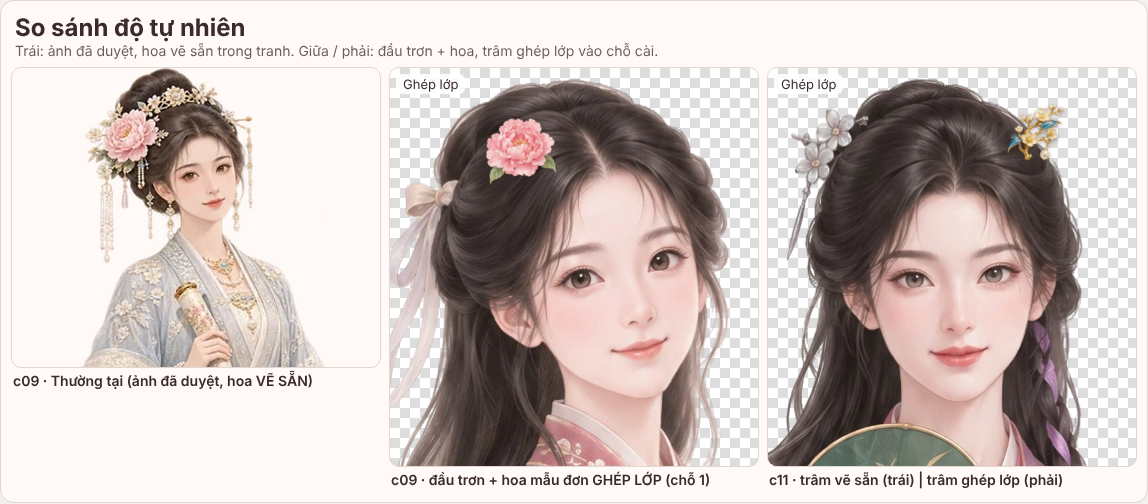 So sánh độ tự nhiên
Trái: ảnh đã duyệt, hoa vẽ sẵn trong tranh. Giữa / phải: đầu trơn + hoa, trâm ghép lớp vào chỗ cài.
Ghép lớp
Ghép lớp
c09 · Thường tại (ảnh đã duyệt, hoa VẼ SẴN)
c09 · đầu trơn + hoa mẫu đơn GHÉP LỚP (chỗ 1)
c11 · trâm vẽ sẵn (trái) | trâm ghép lớp (phải)